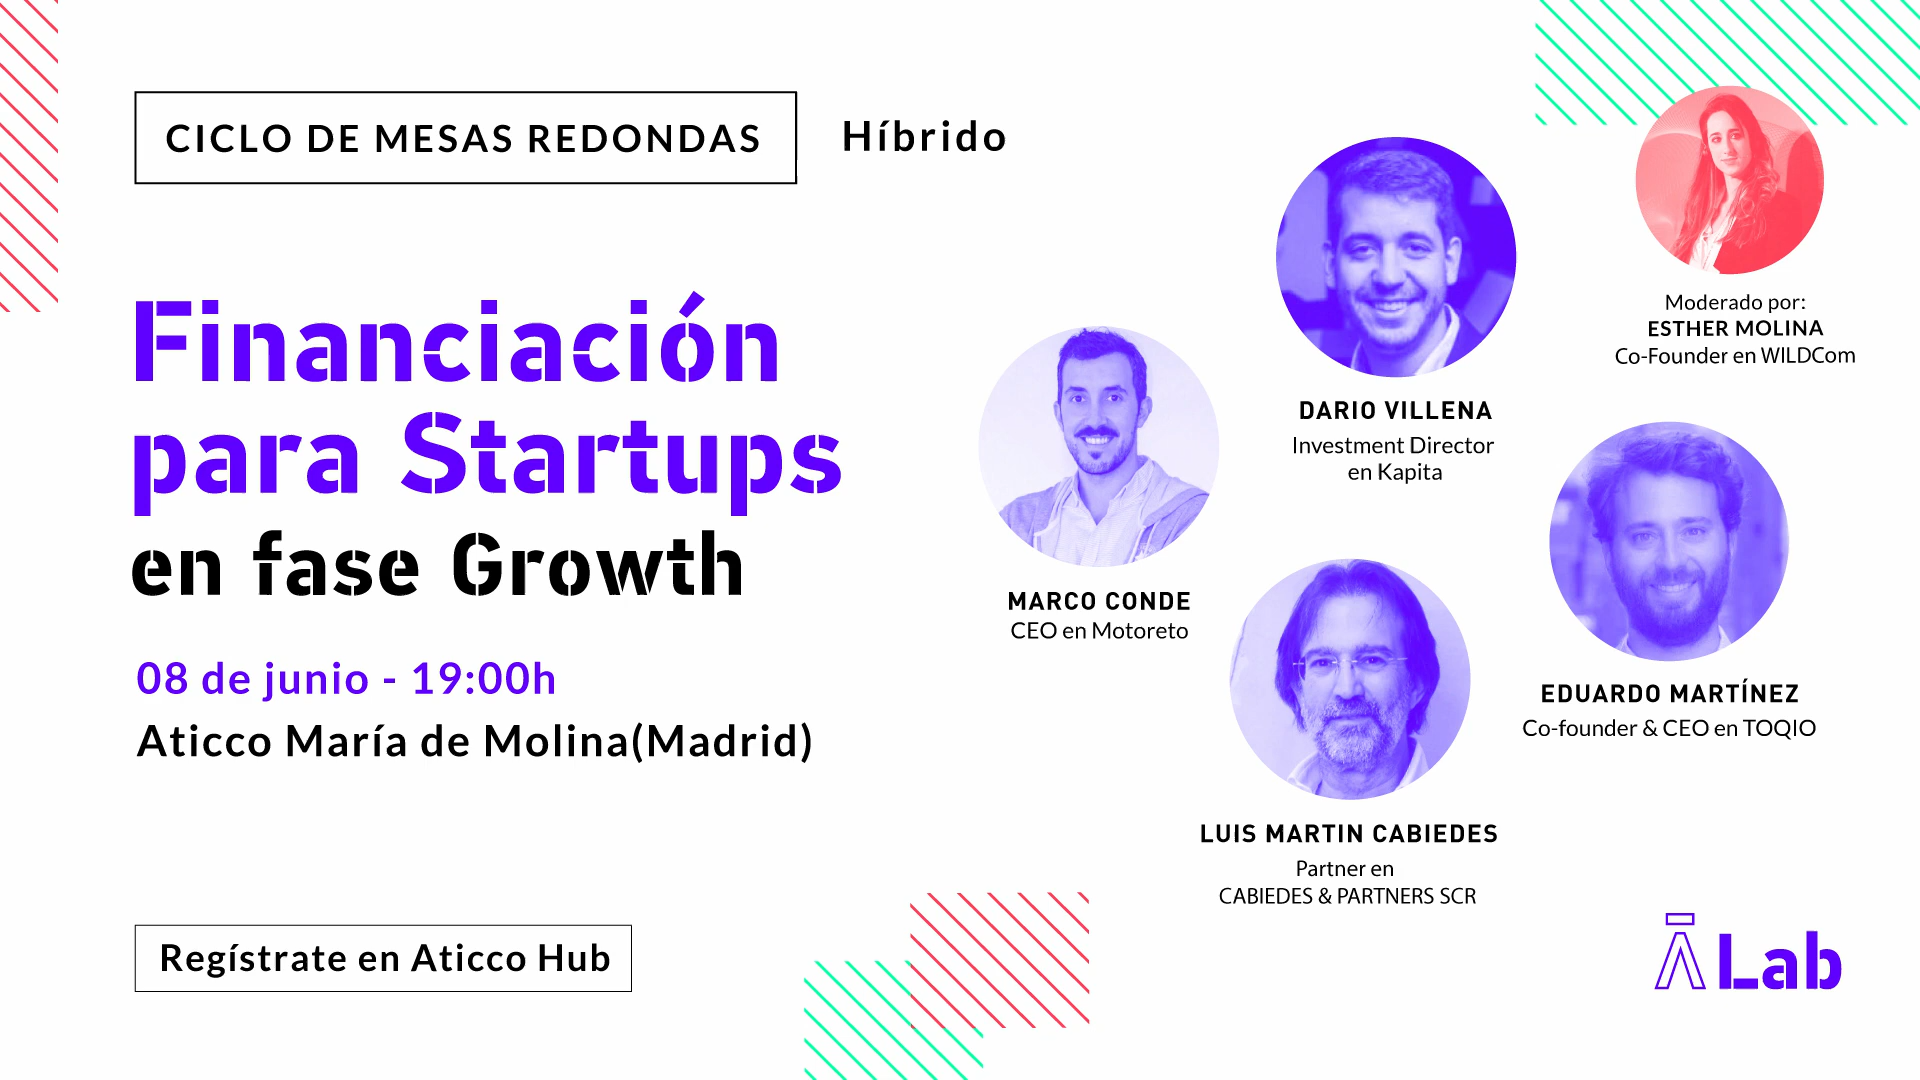 CICLO DE MESAS REDONDAS
Híbrido
Financiación
para Startups
en fase Growth
08 de junio - 19:00h
Aticco María de Molina(Madrid)
Regístrate en Aticco Hub
MARCO CONDE
CEO en Motoreto
DARIO VILLENA
Investment Director
en Kapita
Moderado por:
ESTHER MOLINA
Co-Founder en WILDCom
LUIS MARTIN CABIEDES
Partner en
CABIEDES & PARTNERS SCR
EDUARDO MARTÍNEZ
Co-founder & CEO en TOQIO
Ā Lab